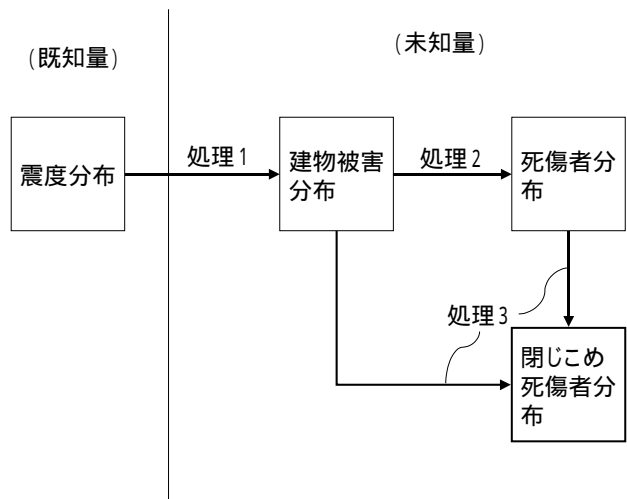 (既知量)
(未知量)
震度分布
処理1
建物被害
分布
処理2
死傷者分
布
処理3
閉じこめ
死傷者分
布